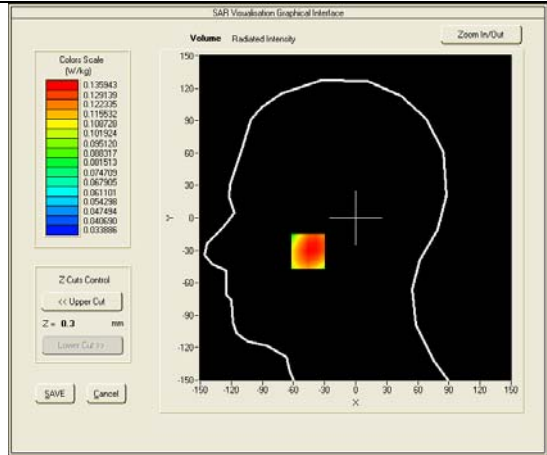 SAR Visualisation Graphical Interface
Volume Radiated Intensity
Zoom In/Out
Colors Scale
(W/kg)
0.135943
0.129139
0.122335
0.115532
0.108728
0.101924
0.095120
0.088317
0.081513
0.074709
0.067905
0.061101
0.054298
0.047494
0.040690
0.033886
Z Cuts Control
<< Upper Cut
Z = 0.3 mm
Lower Cut >>
SAVE Cancel
150
120
90
60
30
0
-30
-60
-90
-120
-150
Y
-150 -120 -90 -60 -30 0 30 60 90 120 150
X